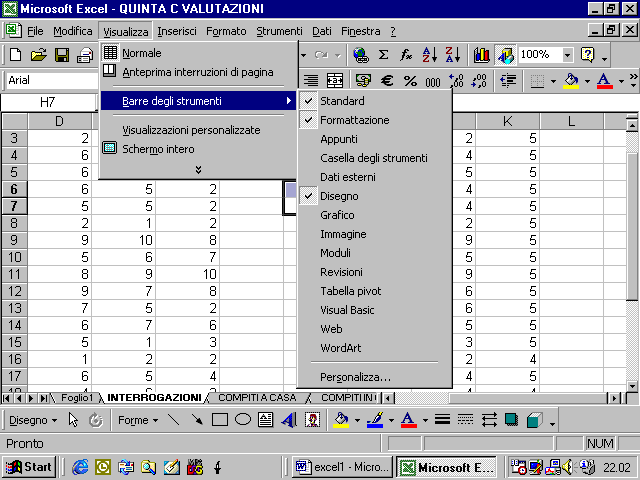 Microsoft Excel - QUINTA C VALUTAZIONI
File Modifica Visualizza Inserisci Formato Strumenti Dati Finestra ?
100%
Arial
€ % 000
H7
Normale
Anteprima interruzioni di pagina
Barre degli strumenti
Visualizzazioni personalizzate
Schermo intero
Standard
Formattazione
Appunti
Casella degli strumenti
Dati esterni
Disegno
Grafico
Immagine
Moduli
Revisioni
Tabella pivot
Visual Basic
Web
WordArt
Personalizza...
D K L
3 2 2 5
4 6 4 5
5 6 4 5
6 6 5 2 4 5
7 5 5 2 4 5
8 2 1 2 2 5
9 9 10 8 9 5
10 5 6 7 4 5
11 8 9 10 5 5
12 9 7 8 6 5
13 7 5 2 6 5
14 6 7 6 5 5
15 5 1 3 3 5
16 1 2 2 2 4
17 6 5 4 4 5
Foglio1 INTERROGAZIONI COMPITI A CASA COMPITI IN
Disegno Forme
Pronto NUM
Start excel1 - Micro... Microsoft E... 22.02